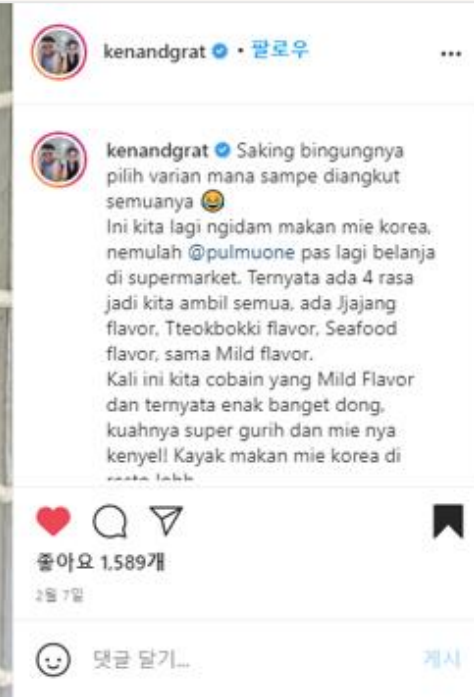 kenandgrat • 팔로우
kenandgrat Saking bingungnya
pilih varian mana sampe diangkut
semuanya 😂
Ini kita lagi ngidam makan mie korea,
nemulah @pulmuone pas lagi belanja
di supermarket. Ternyata ada 4 rasa
jadi kita ambil semua, ada Jjajang
flavor, Tteokbokki flavor, Seafood
flavor, sama Mild flavor.
Kali ini kita cobain yang Mild Flavor
dan ternyata enak banget dong,
kuahnya super gurih dan mie nya
kenyel! Kayak makan mie korea di
좋아요 1,589개
2월 7일
댓글 달기...
게시